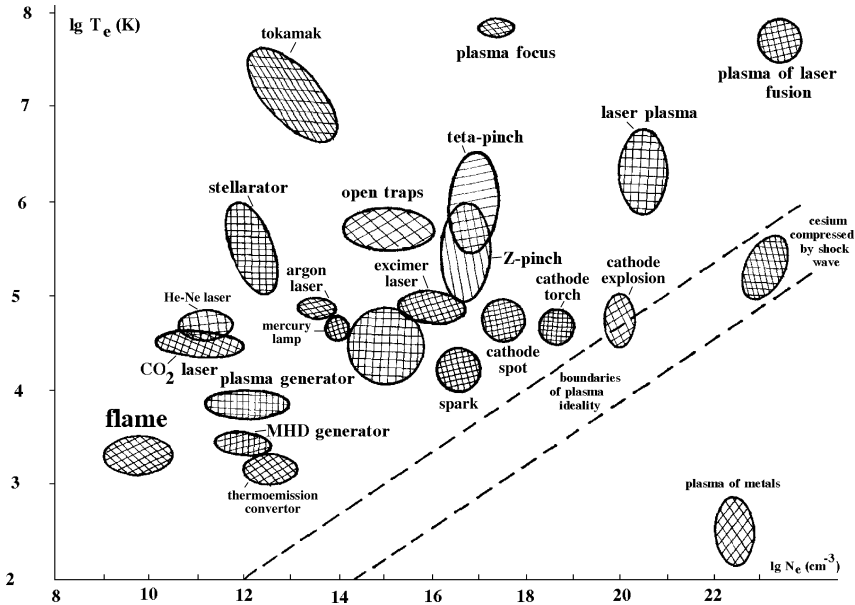 8
lg Tₑ (K)
tokamak
plasma focus
plasma of laser
fusion
7
teta-pinch
laser plasma
stellarator
open traps
6
cesium
compressed
by shock
wave
argon
laser
excimer
laser
Z-pinch
cathode
torch
cathode
explosion
He-Ne laser
5
mercury
lamp
CO₂ laser
cathode
spot
plasma generator
boundaries
of plasma
ideality
4
spark
flame
MHD generator
3
thermoemission
convertor
plasma of metals
lg Nₑ (cm⁻³)
2
8
10
12
14
16
18
20
22